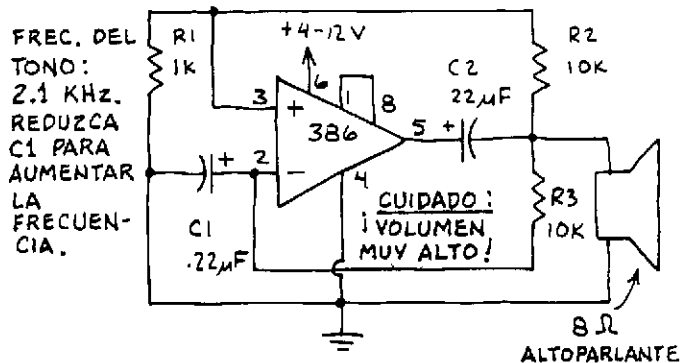 FREC. DEL
TONO:
2.1 KHz.
REDUZCA
C1 PARA
AUMENTAR
LA
FRECUEN-
CIA.
R1
1K
+4-12V
6
1
8
3
+
386
2
-
5
4
C1
+
.22µF
C2
22µF
+
R2
10K
R3
10K
CUIDADO:
¡VOLUMEN
MUY ALTO!
8 Ω
ALTOPARLANTE